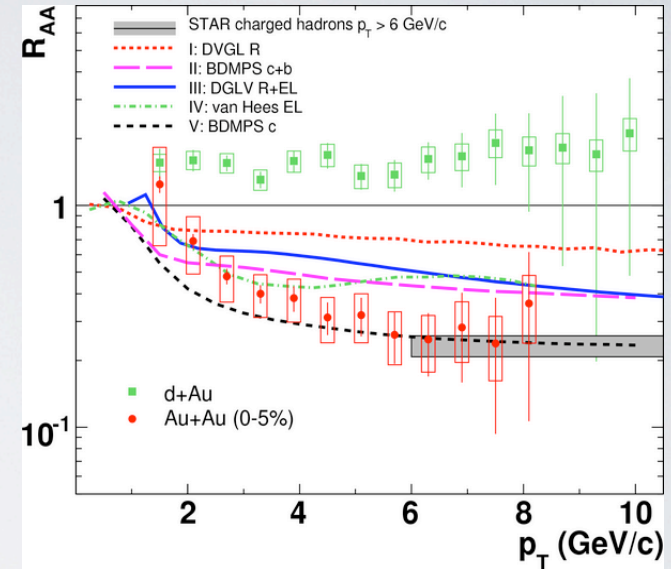 R_AA
STAR charged hadrons p_T > 6 GeV/c
I: DVGL R
II: BDMPS c+b
III: DGLV R+EL
IV: van Hees EL
V: BDMPS c
1
d+Au
Au+Au (0-5%)
10^-1
2 4 6 8 10
p_T (GeV/c)